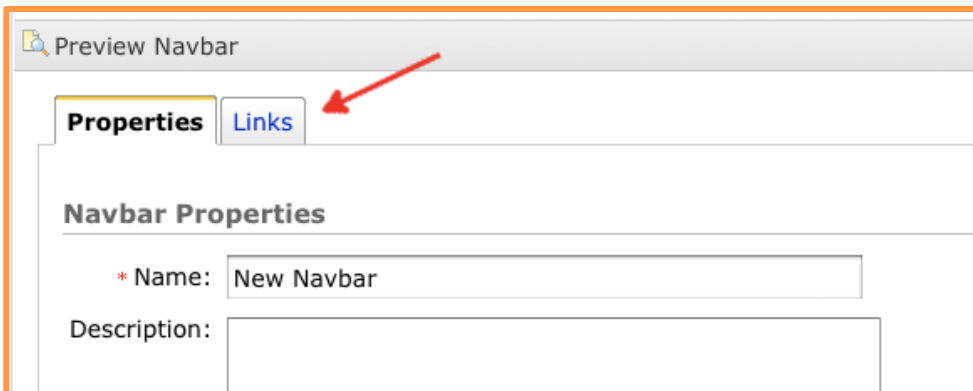 Preview Navbar
Properties Links
Navbar Properties
* Name: New Navbar
Description: